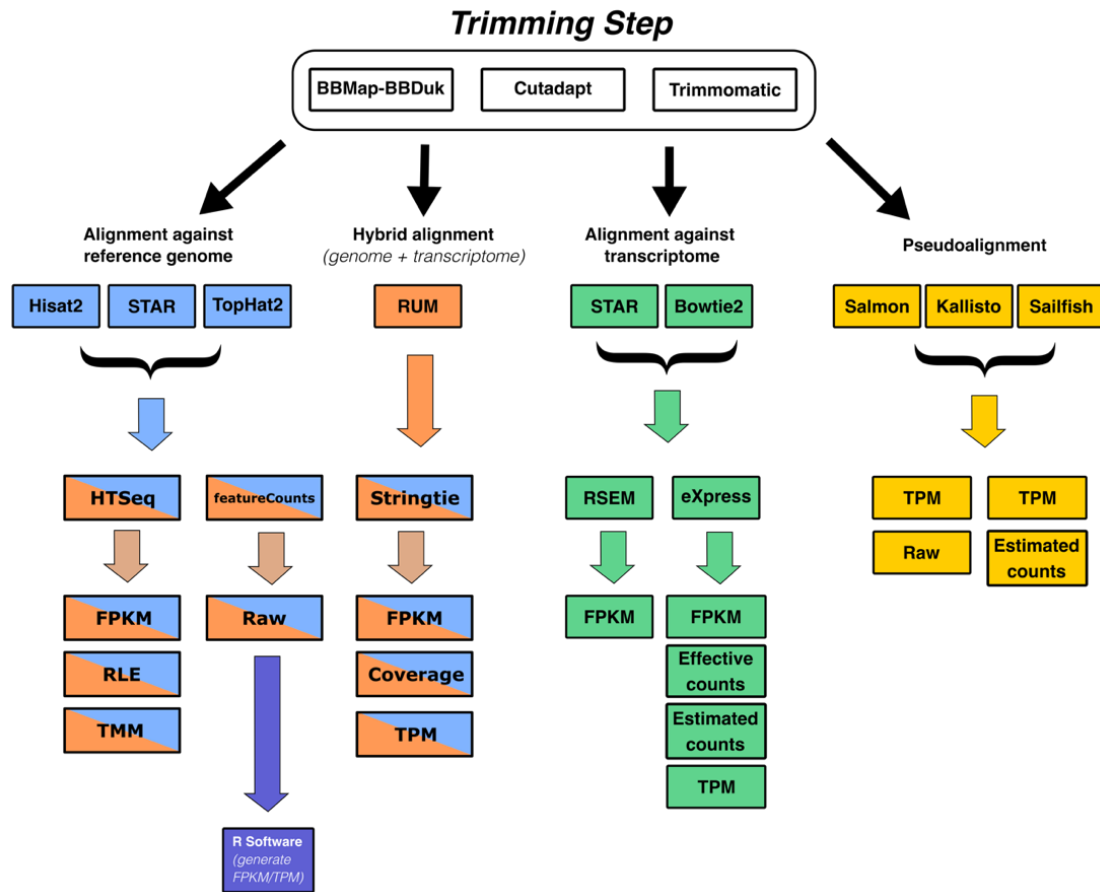 Trimming Step
BBMap-BBDuk
Cutadapt
Trimmomatic
Alignment against
reference genome
Hisat2
STAR
TopHat2
Hybrid alignment
(genome + transcriptome)
RUM
Alignment against
transcriptome
STAR
Bowtie2
Pseudoalignment
Salmon
Kallisto
Sailfish
HTSeq
featureCounts
Stringtie
RSEM
eXpress
TPM
TPM
Raw
Estimated
counts
FPKM
RLE
TMM
Raw
FPKM
Coverage
TPM
FPKM
FPKM
Effective
counts
Estimated
counts
TPM
R Software
(generate
FPKM/TPM)